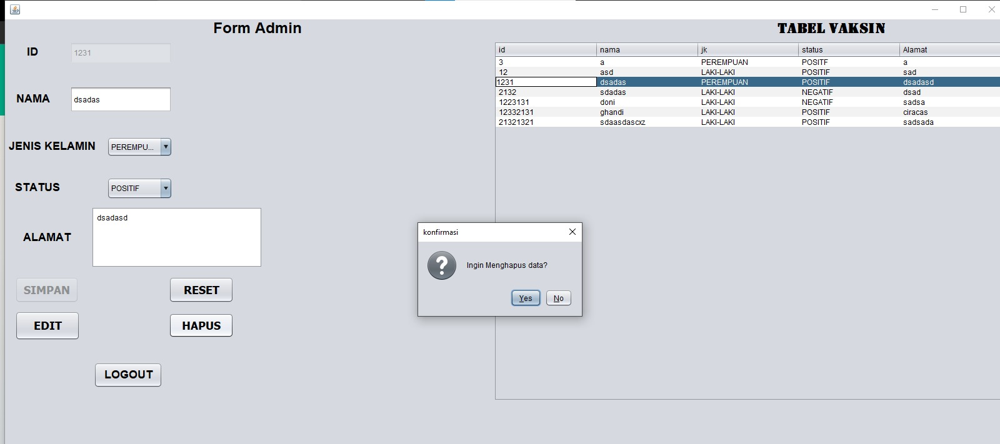 Form Admin
ID
1231
NAMA
dsadas
JENIS KELAMIN
PEREMPU...
STATUS
POSITIF
ALAMAT
dsadasd
SIMPAN
RESET
EDIT
HAPUS
LOGOUT
TABEL VAKSIN
id nama jk status Alamat
3 a PEREMPUAN POSITF a
12 asd LAKI-LAKI POSITIF sad
1231 dsadas PEREMPUAN POSITIF dsadasd
2132 sdadas LAKI-LAKI NEGATIF dsad
1223131 doni LAKI-LAKI NEGATIF sadsa
12332131 ghandi LAKI-LAKI POSITIF ciracas
21321321 sdaasdascxz LAKI-LAKI POSITIF sadsada
konfirmasi
Ingin Menghapus data?
Yes No